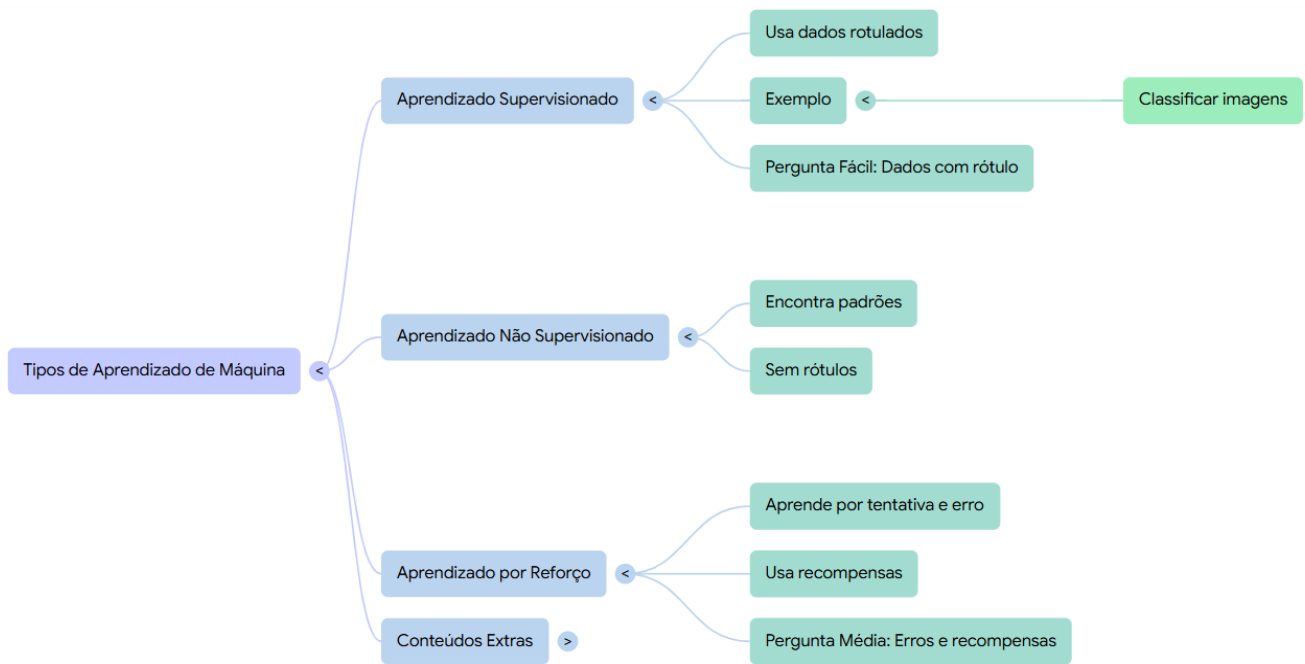 Tipos de Aprendizado de Máquina
<
Aprendizado Supervisionado
<
Usa dados rotulados
Exemplo
<
Classificar imagens
Pergunta Fácil: Dados com rótulo
Aprendizado Não Supervisionado
<
Encontra padrões
Sem rótulos
Aprendizado por Reforço
<
Aprende por tentativa e erro
Usa recompensas
Pergunta Média: Erros e recompensas
Conteúdos Extras
>